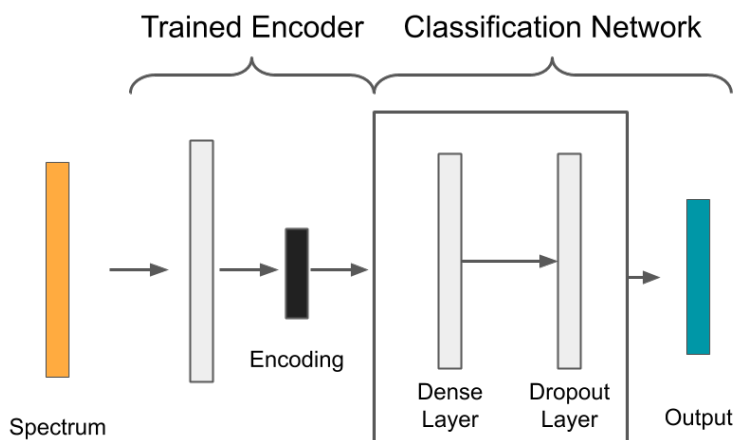 Trained Encoder
Classification Network
Encoding
Dense
Layer
Dropout
Layer
Spectrum
Output